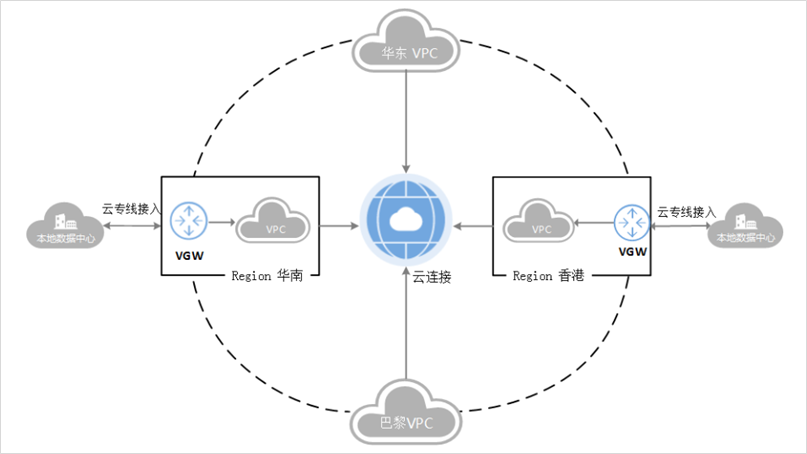 华东 VPC
云专线接入
云专线接入
VPC
VPC
本地数据中心
本地数据中心
VGW
VGW
Region 华南
云连接
Region 香港
巴黎VPC